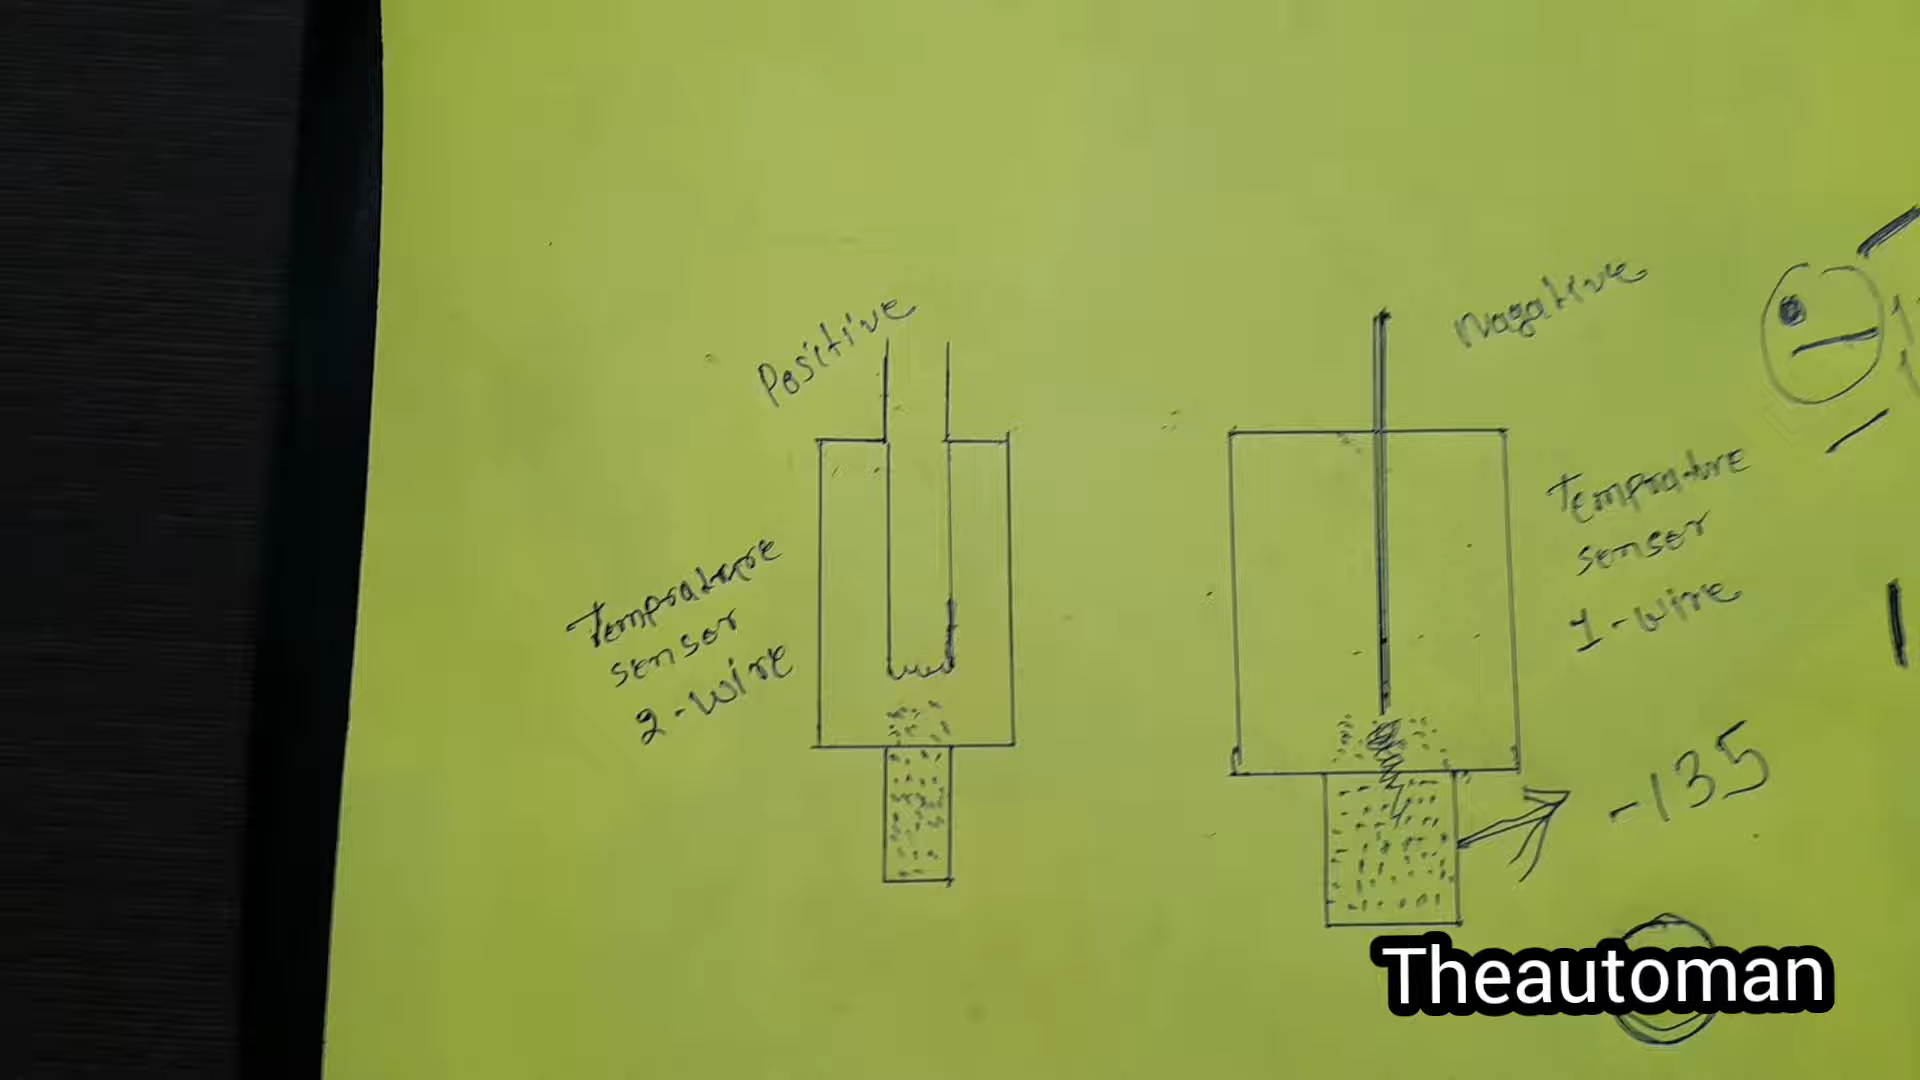 Positive
Temprature
sensor
2-wire
Nagative
Temprature
sensor
1-wire
-135
Theautoman